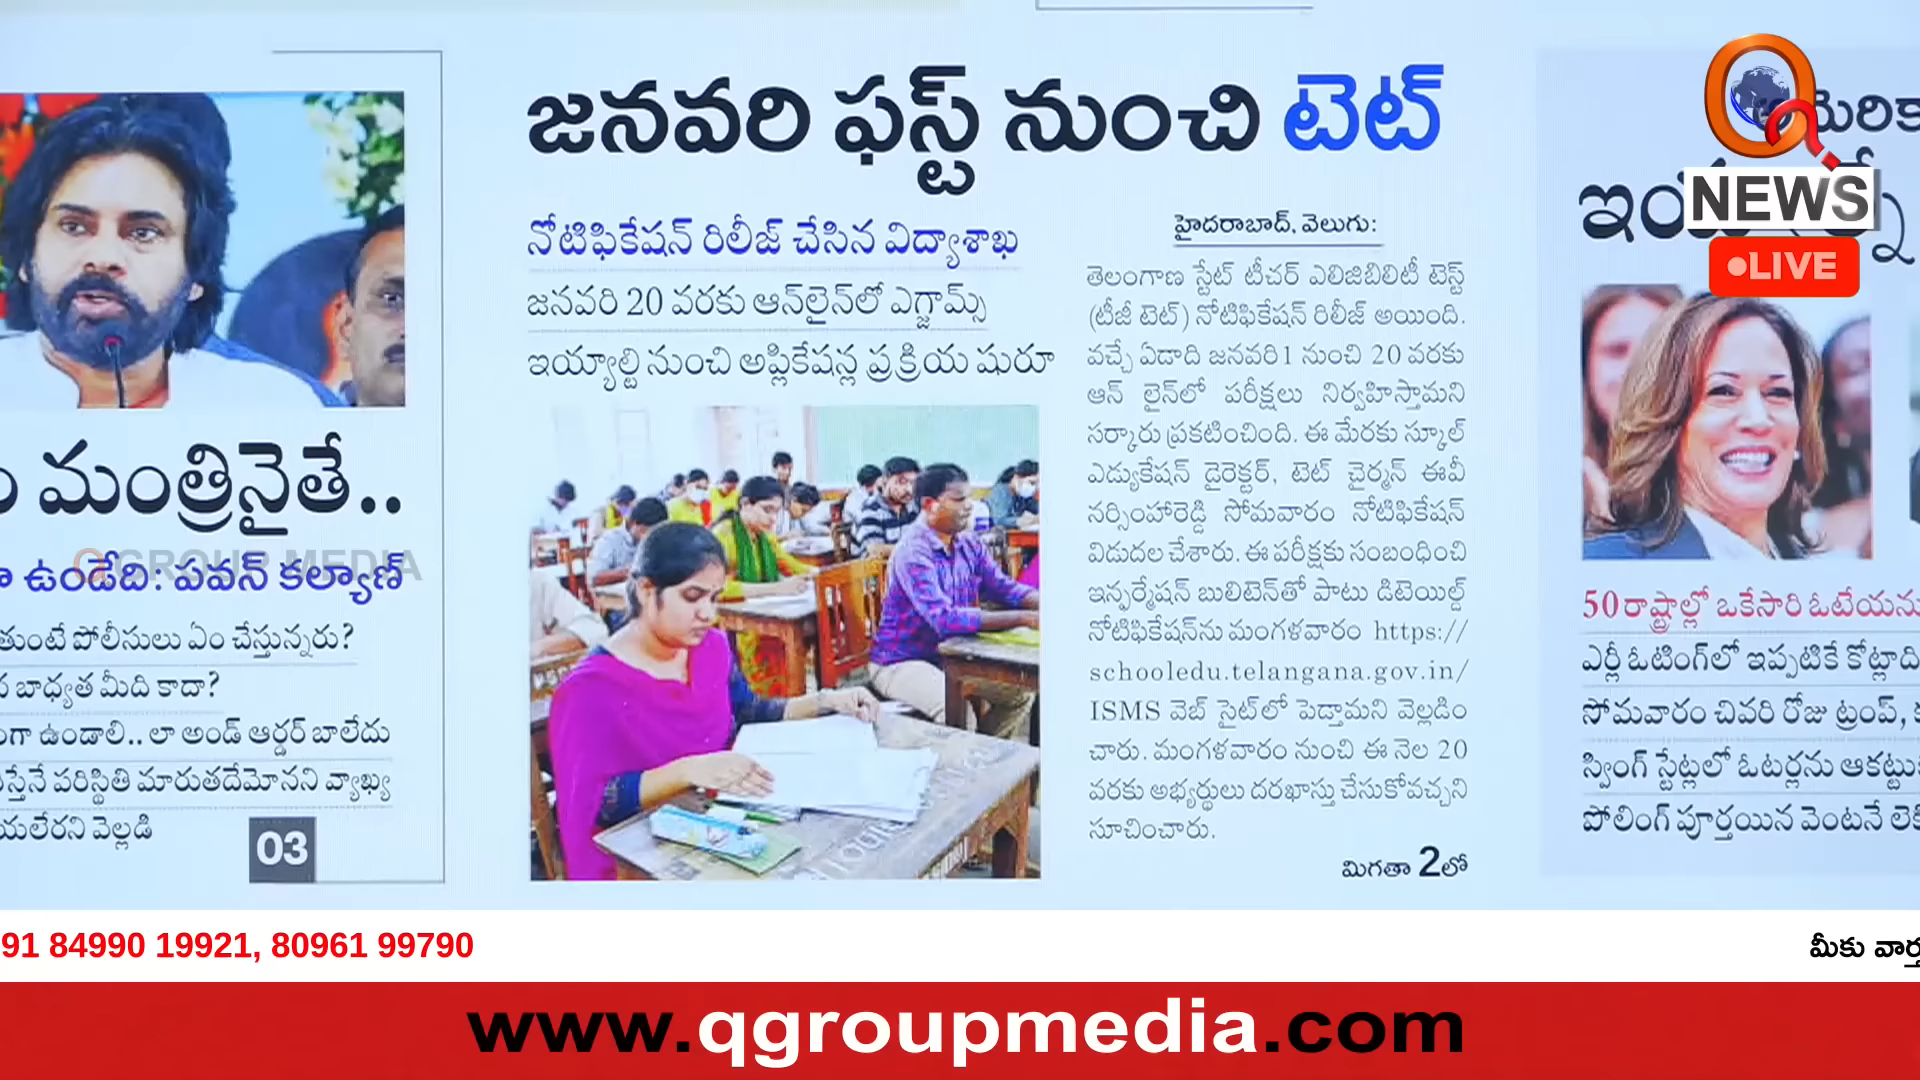 మంత్రినైతే..
ఉండేది: పవన్ కల్యాణ్
తుంటే పోలీసులు ఏం చేస్తున్నరు?
బాధ్యత మీది కాదా?
ఉండాలి.. లా అండ్ ఆర్డర్ బాలేదు
పరిస్థితి మారుతదేమోనని వ్యాఖ్య
యలేరని వెల్లడి
03
GROUP MEDIA
జనవరి ఫస్ట్ నుంచి టెట్
నోటిఫికేషన్ రిలీజ్ చేసిన విద్యాశాఖ
జనవరి 20 వరకు ఆన్‌లైన్‌లో ఎగ్జామ్స్
ఇయ్యాల్టి నుంచి అప్లికేషన్ల ప్రక్రియ షురూ
హైదరాబాద్, వెలుగు:
తెలంగాణ స్టేట్ టీచర్ ఎలిజిబిలిటీ టెస్ట్
(టీజీ టెట్) నోటిఫికేషన్ రిలీజ్ అయింది.
వచ్చే ఏడాది జనవరి1 నుంచి 20 వరకు
ఆన్ లైన్‌లో పరీక్షలు నిర్వహిస్తామని
సర్కారు ప్రకటించింది. ఈ మేరకు స్కూల్
ఎడ్యుకేషన్ డైరెక్టర్, టెట్ చైర్మన్ ఈవీ
నర్సింహారెడ్డి సోమవారం నోటిఫికేషన్
విడుదల చేశారు. ఈ పరీక్షకు సంబంధించి
ఇన్ఫర్మేషన్ బులిటెన్‌తో పాటు డిటెయిల్డ్
నోటిఫికేషన్‌ను మంగళవారం https://
schooledu.telangana.gov.in/
ISMS వెబ్ సైట్‌లో పెడ్తామని వెల్లడిం
చారు. మంగళవారం నుంచి ఈ నెల 20
వరకు అభ్యర్థులు దరఖాస్తు చేసుకోవచ్చని
సూచించారు.
మిగతా 2లో
Q
NEWS
LIVE
50 రాష్ట్రాల్లో ఒకేసారి ఓటేయను
ఎర్లీ ఓటింగ్‌లో ఇప్పటికే కోట్లాది
సోమవారం చివరి రోజు ట్రంప్,
స్వింగ్ స్టేట్లలో ఓటర్లను ఆకట్టు
పోలింగ్ పూర్తయిన వెంటనే
91 84990 19921, 80961 99790
మీకు వార్త
www.qgroupmedia.com